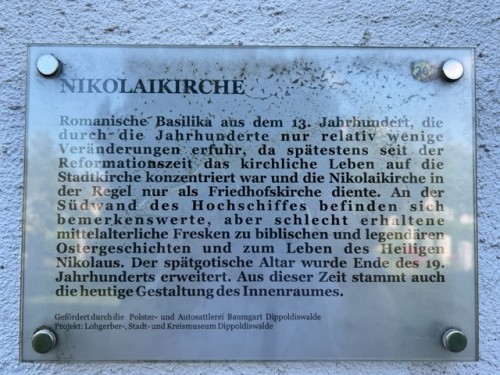 NIKOLAIKIRCHE
Romanische Basilika aus dem 13. Jahrhundert, die
durch die Jahrhunderte nur relativ wenige
Veränderungen erfuhr, da spätestens seit der
Reformationszeit das kirchliche Leben auf die
Stadtkirche konzentriert war und die Nikolaikirche in
der Regel nur als Friedhofskirche diente. An der
Südwand des Hochschiffes befinden sich
bemerkenswerte, aber schlecht erhaltene
mittelalterliche Fresken zu biblischen und legendären
Ostergeschichten und zum Leben des Heiligen
Nikolaus. Der spätgotische Altar wurde Ende des 19.
Jahrhunderts erweitert. Aus dieser Zeit stammt auch
die heutige Gestaltung des Innenraumes.
Gefördert durch die Polster- und Autosattlerei Baumgart Dippoldiswalde
Projekt: Lohgerber-, Stadt- und Kreismuseum Dippoldiswalde